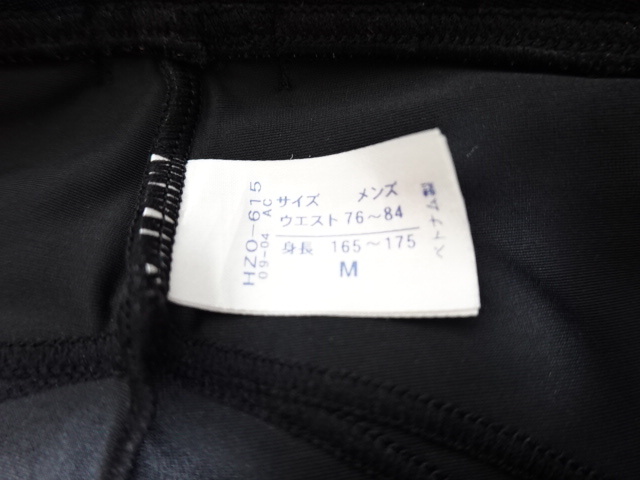 サイズ メンズ
ウエスト 76〜84
身長 165〜175
M
HZO-615
09-04 AC
ベトナム製